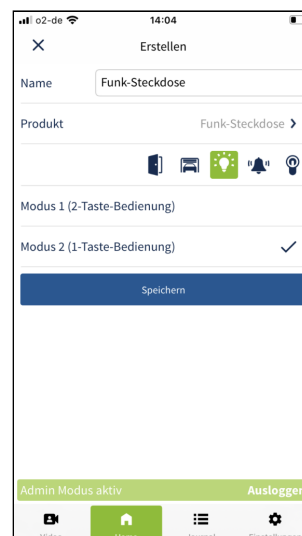 o2-de 14:04
Erstellen
Name Funk-Steckdose
Produkt Funk-Steckdose
Modus 1 (2-Taste-Bedienung)
Modus 2 (1-Taste-Bedienung)
Speichern
Admin Modus aktiv Ausloggen